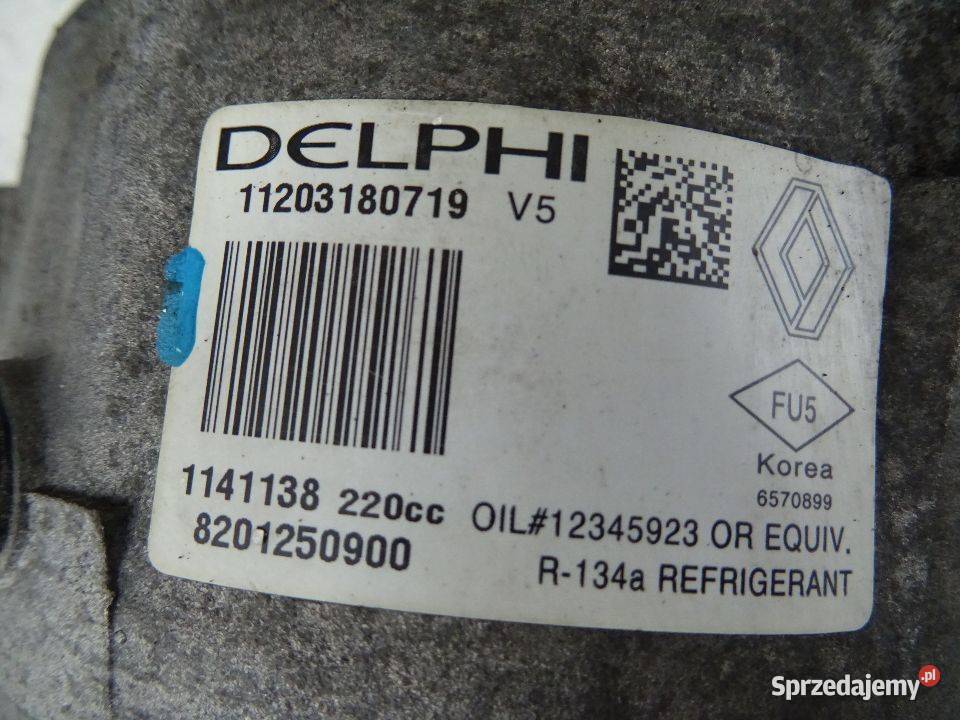 DELPHI
11203180719 V5
FU5
Korea
6570899
1141138 220cc OIL#12345923 OR EQUIV.
8201250900 R-134a REFRIGERANT
Sprzedajemy.pl